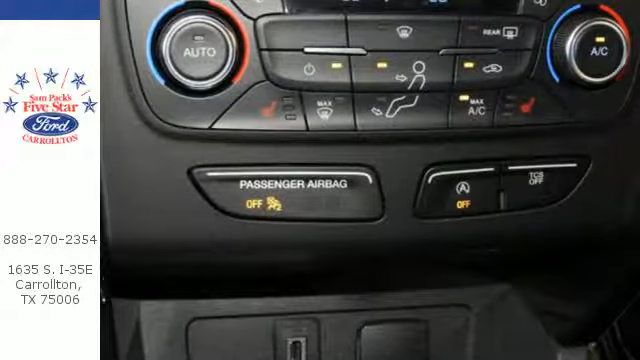 Sam Pack's
Five Star
Ford
CARROLLTON
888-270-2354
1635 S. I-35E
Carrollton,
TX 75006
AUTO
REAR
A/C
MAX
MAX
A/C
PASSENGER AIRBAG
OFF
A
OFF
TCS
OFF